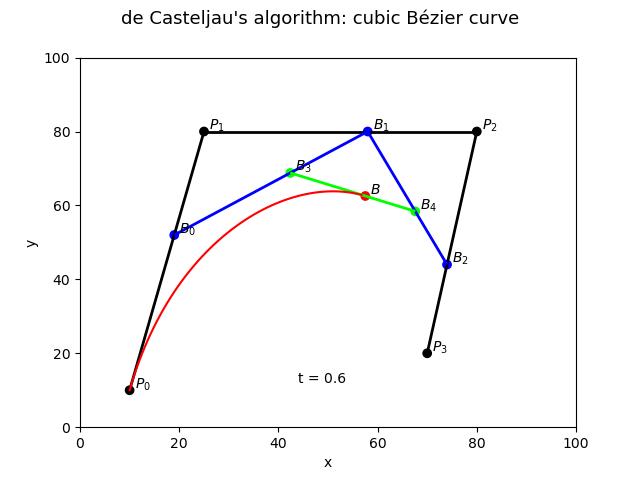 de Casteljau's algorithm: cubic Bézier curve
100
80
60
40
20
0
y
P₁
B₁
P₂
B₃
B
B₄
B₀
B₂
P₃
t = 0.6
P₀
0
20
40
60
80
100
x